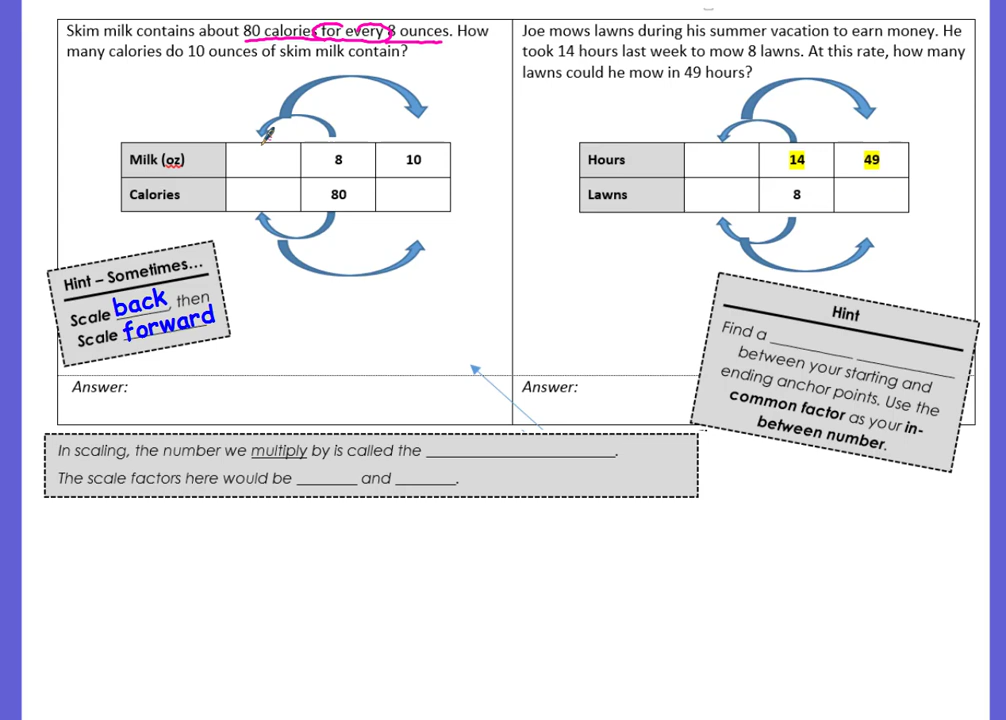 Skim milk contains about 80 calories for every 8 ounces. How
many calories do 10 ounces of skim milk contain?
Milk (oz) 8 10
Calories 80
Hint – Sometimes...
Scale back, then
Scale forward
Answer:
Joe mows lawns during his summer vacation to earn money. He
took 14 hours last week to mow 8 lawns. At this rate, how many
lawns could he mow in 49 hours?
Hours 14 49
Lawns 8
Hint
Find a ________ ________
between your starting and
ending anchor points. Use the
common factor as your in-
between number.
Answer:
In scaling, the number we multiply by is called the ____________________.
The scale factors here would be ______ and ______.